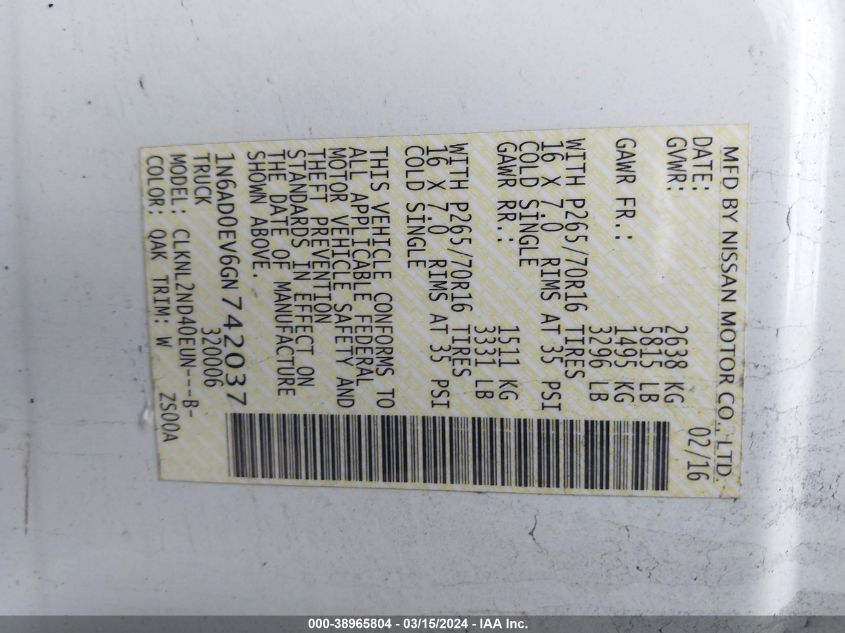 MFD BY NISSAN MOTOR CO., LTD.
DATE: 02/16
GVWR: 2638 KG
5815 LB
GAWR FR.: 1495 KG
3296 LB
WITH P265/70R16 TIRES
16 X 7.0 RIMS AT 35 PSI
COLD SINGLE
GAWR RR.: 1511 KG
3331 LB
WITH P265/70R16 TIRES
16 X 7.0 RIMS AT 35 PSI
COLD SINGLE
THIS VEHICLE CONFORMS TO
ALL APPLICABLE FEDERAL
MOTOR VEHICLE SAFETY AND
THEFT PREVENTION
STANDARDS IN EFFECT ON
THE DATE OF MANUFACTURE
SHOWN ABOVE.
1N6AD0EV6GN742037
TRUCK 320006
MODEL: CLKNL2ND40EUN---B-
COLOR: QAK TRIM: W ZS00A
000-38965804 - 03/15/2024 - IAA Inc.